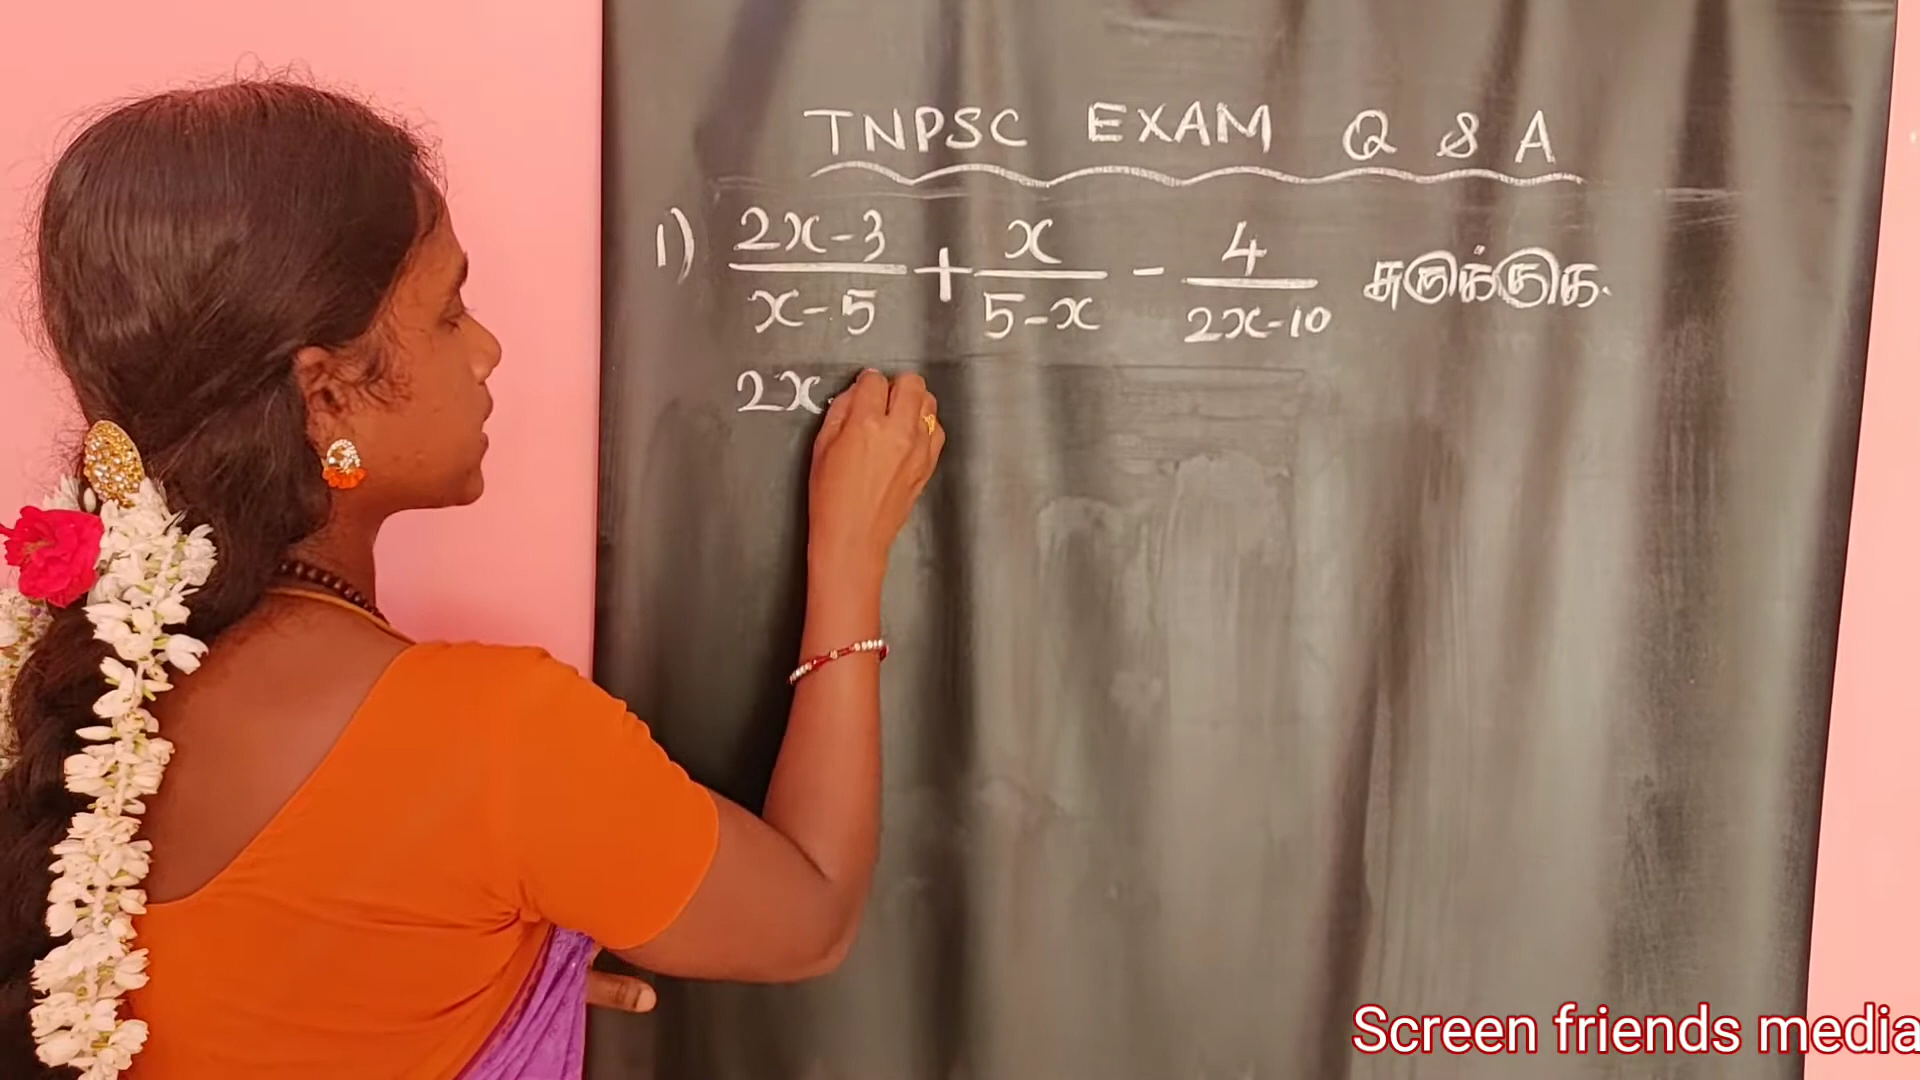 TNPSC EXAM Q & A
1) (2x-3)/(x-5) + x/(5-x) - 4/(2x-10) சுருக்குக.
2x
Screen friends media